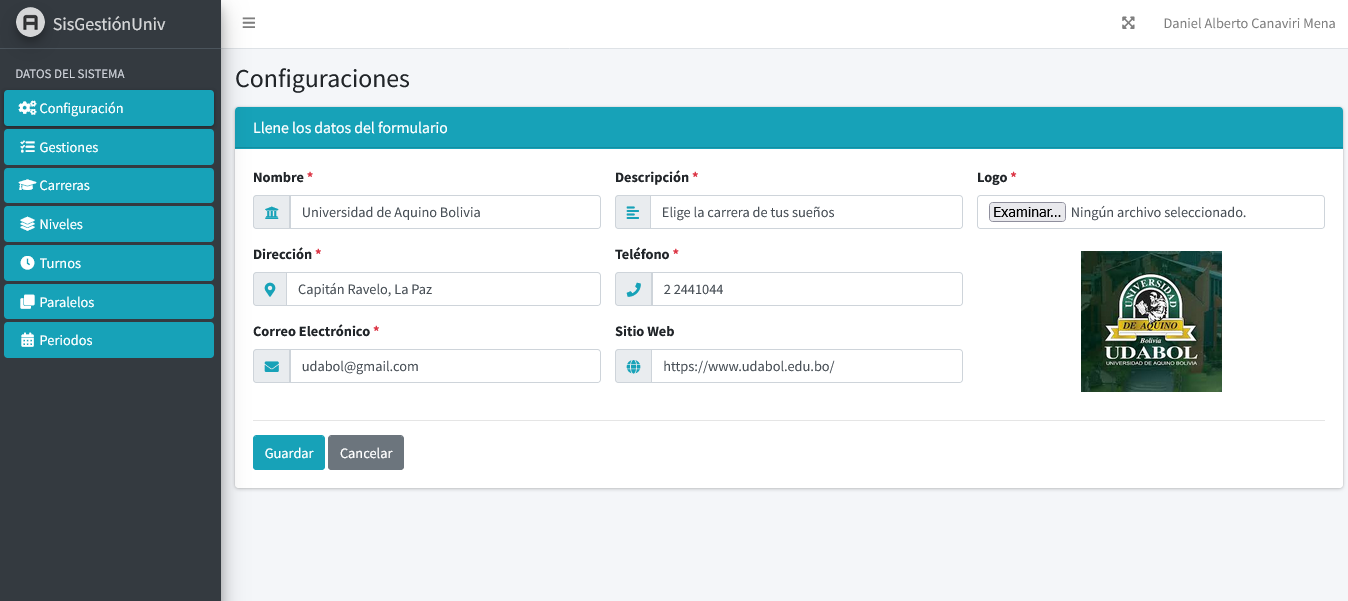 SisGestiónUniv
Daniel Alberto Canaviri Mena
DATOS DEL SISTEMA
Configuración
Gestiones
Carreras
Niveles
Turnos
Paralelos
Periodos
Configuraciones
Llene los datos del formulario
Nombre *
Universidad de Aquino Bolivia
Descripción *
Elige la carrera de tus sueños
Logo *
Examinar... Ningún archivo seleccionado.
Dirección *
Capitán Ravelo, La Paz
Teléfono *
2 2441044
UNIVERSIDAD
DE AQUINO
Bolivia
UDABOL
UNIVERSIDAD DE AQUINO BOLIVIA
Correo Electrónico *
udabol@gmail.com
Sitio Web
https://www.udabol.edu.bo/
Guardar
Cancelar